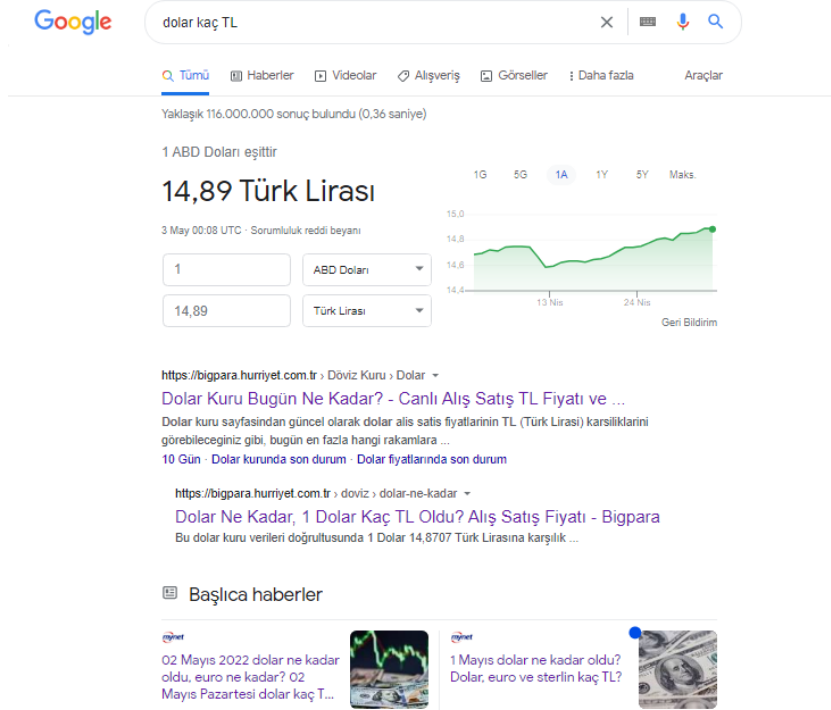 Google
dolar kaç TL
Tümü Haberler Videolar Alışveriş Görseller Daha fazla Araçlar
Yaklaşık 116.000.000 sonuç bulundu (0,36 saniye)
1 ABD Doları eşittir
14,89 Türk Lirası
3 May 00:08 UTC · Sorumluluk reddi beyanı
1 ABD Doları
14,89 Türk Lirası
1G 5G 1A 1Y 5Y Maks.
15,0
14,8
14,6
14,4
13 Nis 24 Nis
Geri Bildirim
https://bigpara.hurriyet.com.tr › Döviz Kuru › Dolar
Dolar Kuru Bugün Ne Kadar? - Canlı Alış Satış TL Fiyatı ve ...
Dolar kuru sayfasindan güncel olarak dolar alis satis fiyatlarinin TL (Türk Lirasi) karsiliklarini
görebileceginiz gibi, bugün en fazla hangi rakamlara ...
10 Gün · Dolar kurunda son durum · Dolar fiyatlarında son durum
https://bigpara.hurriyet.com.tr › doviz › dolar-ne-kadar
Dolar Ne Kadar, 1 Dolar Kaç TL Oldu? Alış Satış Fiyatı - Bigpara
Bu dolar kuru verileri doğrultusunda 1 Dolar 14,8707 Türk Lirasına karşılık ...
Başlıca haberler
mynet
02 Mayıs 2022 dolar ne kadar
oldu, euro ne kadar? 02
Mayıs Pazartesi dolar kaç T...
mynet
1 Mayıs dolar ne kadar oldu?
Dolar, euro ve sterlin kaç TL?